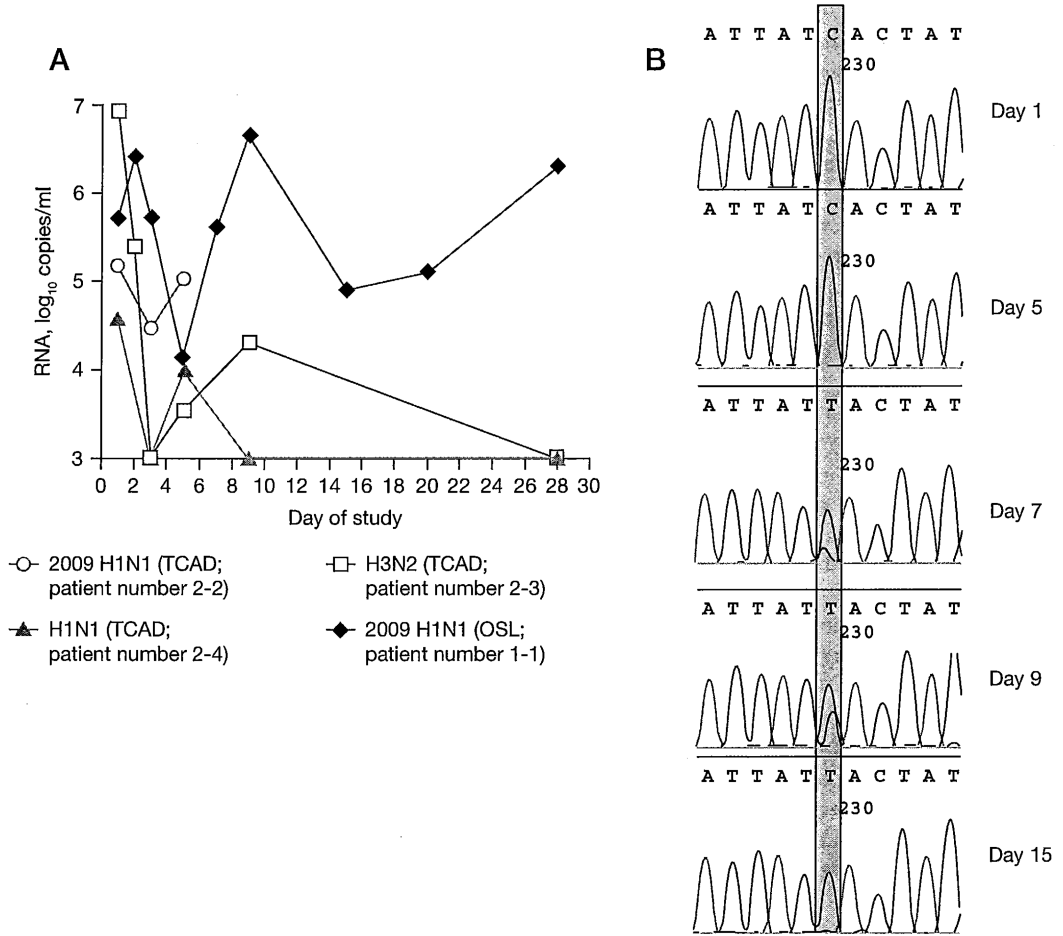 A
RNA, log10 copies/ml
7
6
5
4
3
0 2 4 6 8 10 12 14 16 18 20 22 24 26 28 30
Day of study
2009 H1N1 (TCAD;
patient number 2-2)
H1N1 (TCAD;
patient number 2-4)
H3N2 (TCAD;
patient number 2-3)
2009 H1N1 (OSL;
patient number 1-1)
B
A T T A T C A C T A T
230
Day 1
A T T A T C A C T A T
230
Day 5
A T T A T T A C T A T
230
Day 7
A T T A T T A C T A T
230
Day 9
A T T A T T A C T A T
230
Day 15